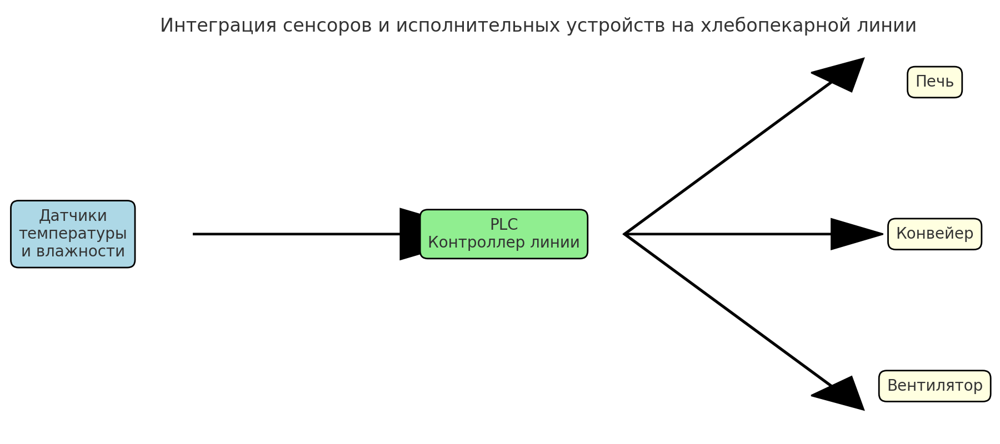 Интеграция сенсоров и исполнительных устройств на хлебопекарной линии
Печь
Датчики
температуры
и влажности
PLC
Контроллер линии
Конвейер
Вентилятор